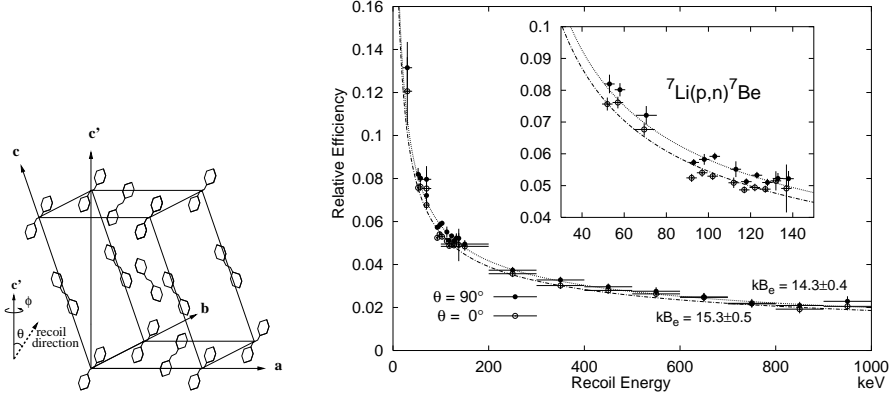 c
c'
c'
ϕ
θ
recoil
direction
b
a
Relative Efficiency
0.16
0.14
0.12
0.1
0.08
0.06
0.04
0.02
0
0.1
0.09
0.08
0.07
0.06
0.05
0.04
⁷Li(p,n)⁷Be
40 60 80 100 120 140
θ = 90°
θ = 0°
kBₑ = 14.3±0.4
kBₑ = 15.3±0.5
0 200 400 600 800 1000
Recoil Energy keV